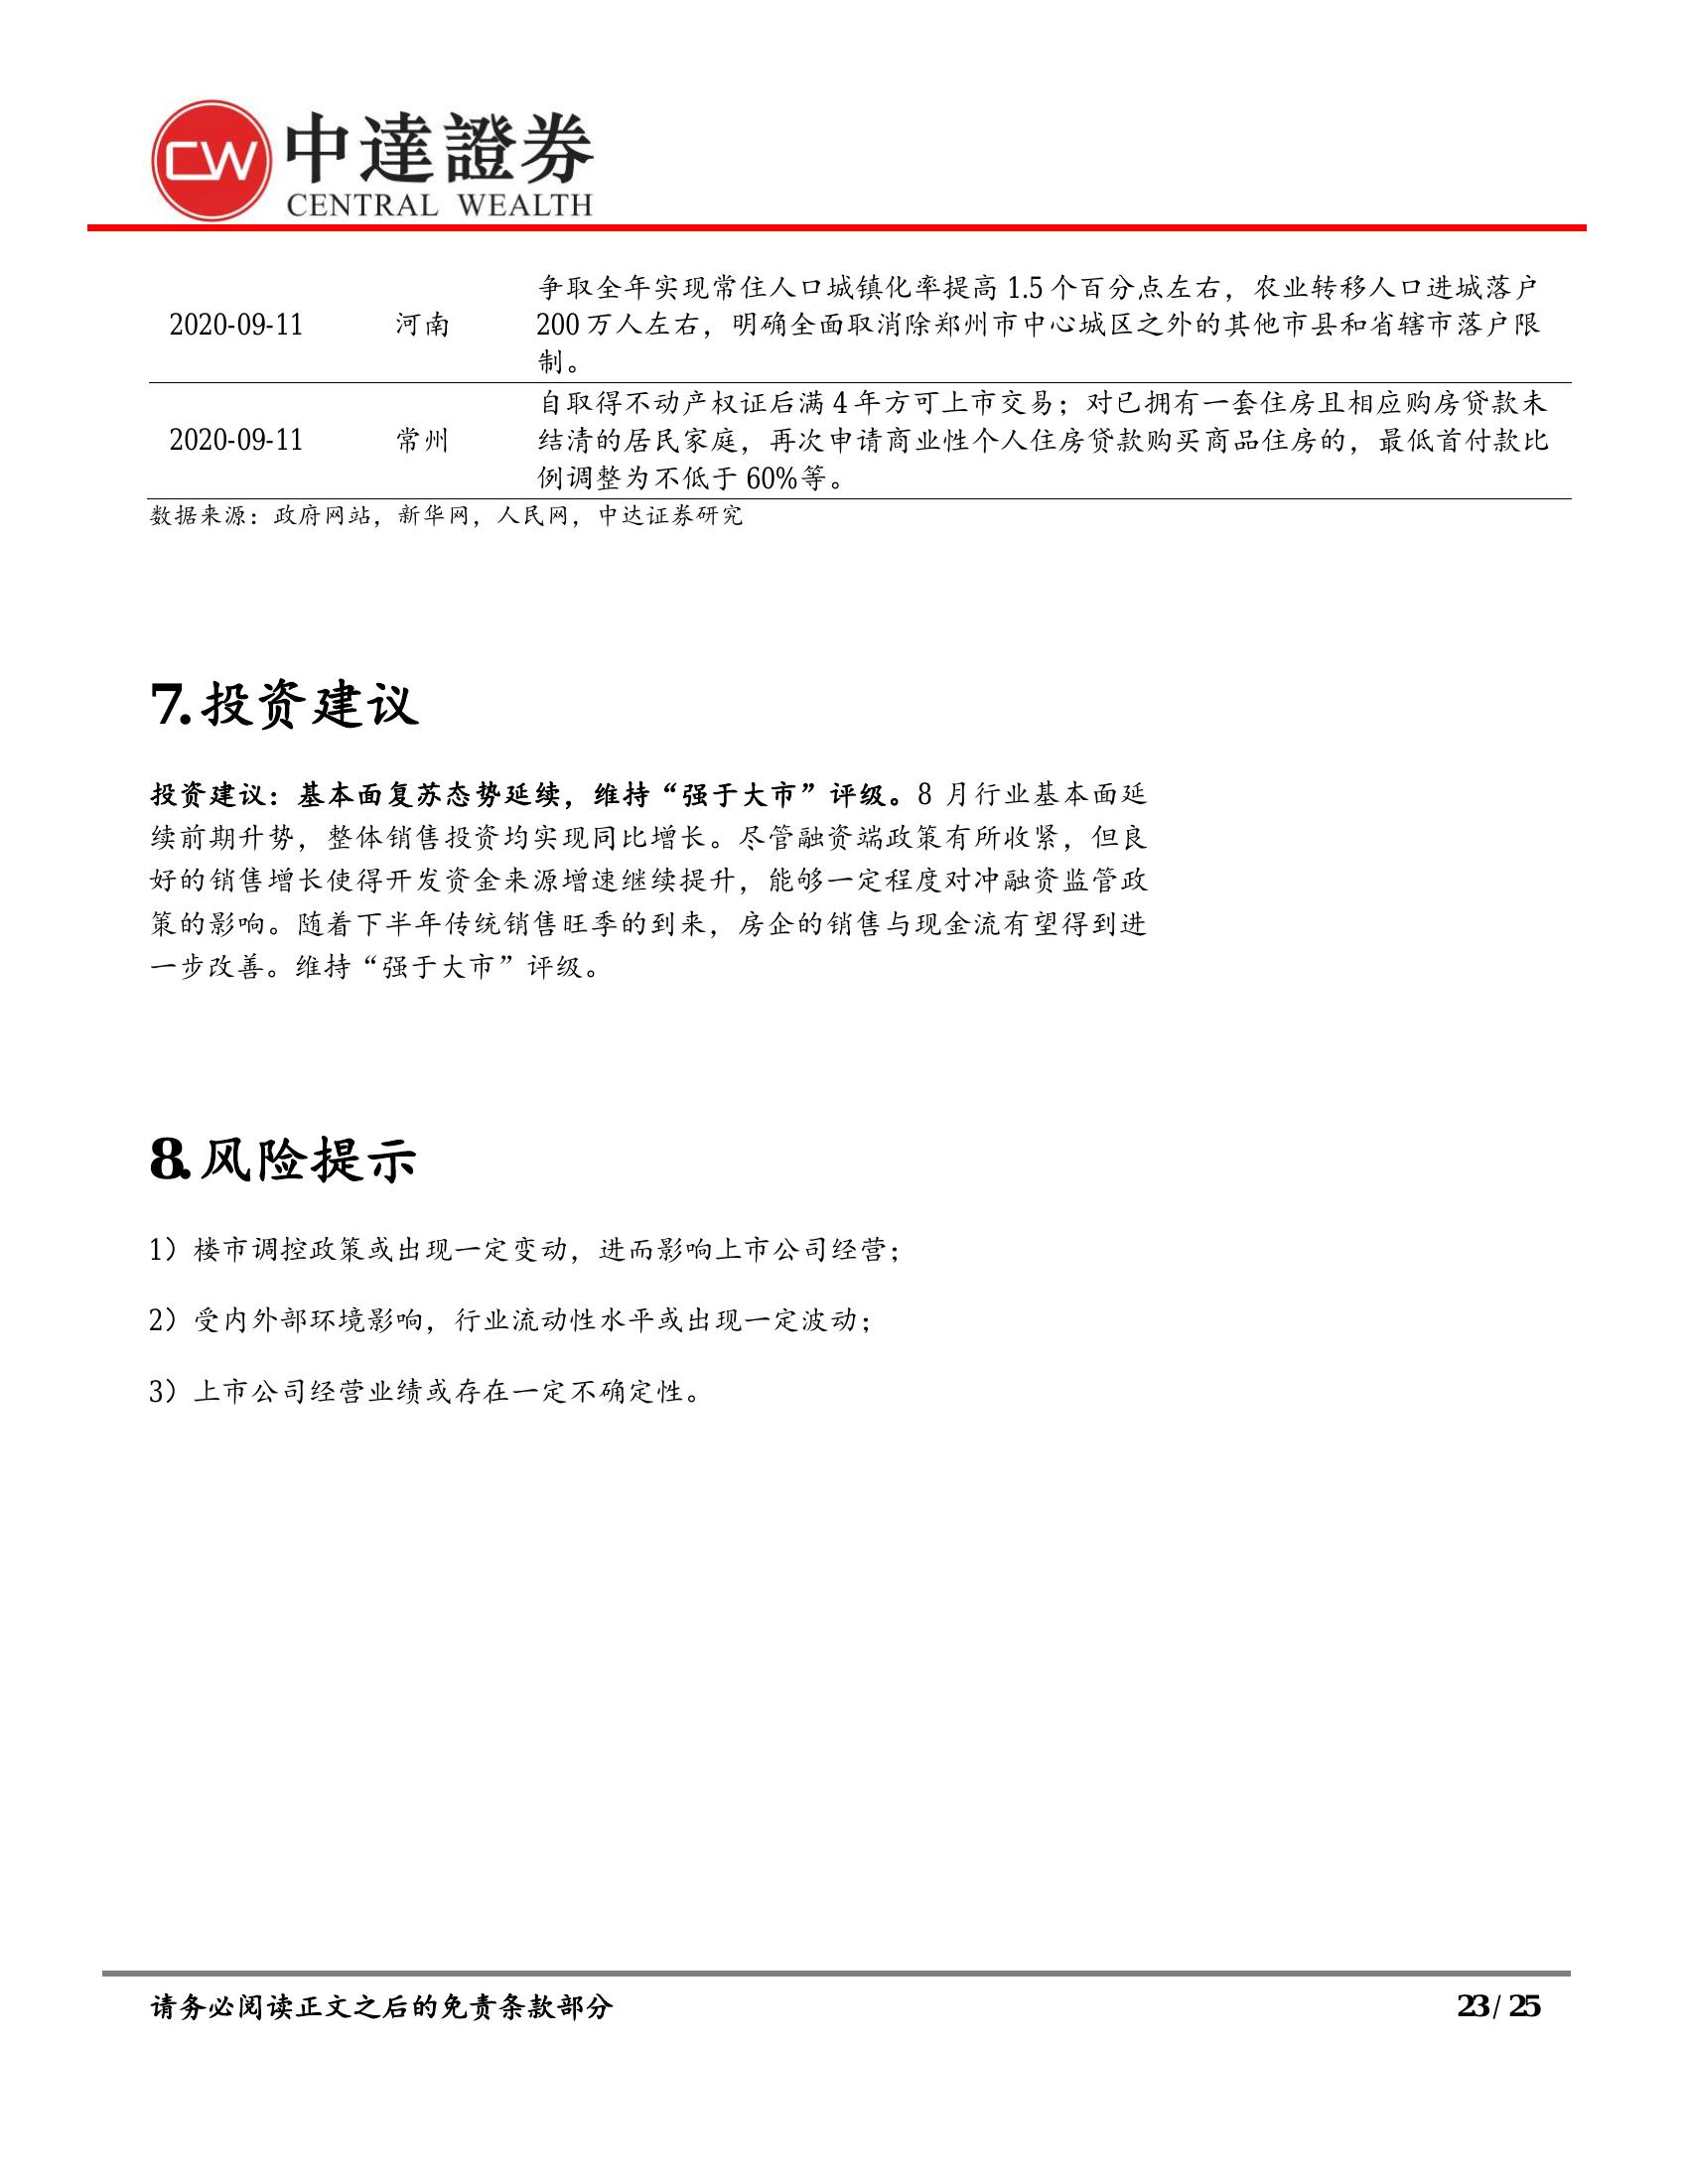 CW 中達證券
CENTRAL WEALTH
争取全年实现常住人口城镇化率提高 1.5 个百分点左右，农业转移人口进城落户
2020-09-11 河南 200 万人左右，明确全面取消除郑州市中心城区之外的其他市县和省辖市落户限
制。
自取得不动产权证后满 4 年方可上市交易；对已拥有一套住房且相应购房贷款未
2020-09-11 常州 结清的居民家庭，再次申请商业性个人住房贷款购买商品住房的，最低首付款比
例调整为不低于 60%等。
数据来源：政府网站，新华网，人民网，中达证券研究
7. 投资建议
投资建议：基本面复苏态势延续，维持“强于大市”评级。8 月行业基本面延
续前期升势，整体销售投资均实现同比增长。尽管融资端政策有所收紧，但良
好的销售增长使得开发资金来源增速继续提升，能够一定程度对冲融资监管政
策的影响。随着下半年传统销售旺季的到来，房企的销售与现金流有望得到进
一步改善。维持“强于大市”评级。
8. 风险提示
1）楼市调控政策或出现一定变动，进而影响上市公司经营；
2）受内外部环境影响，行业流动性水平或出现一定波动；
3）上市公司经营业绩或存在一定不确定性。
请务必阅读正文之后的免责条款部分 23 / 25